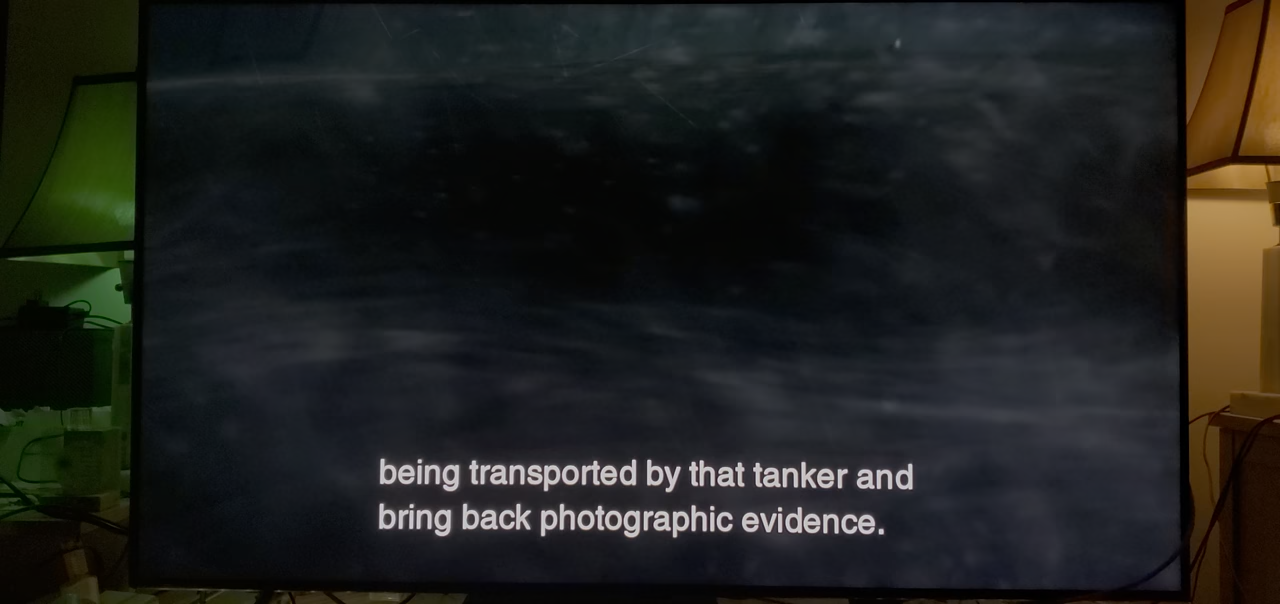 being transported by that tanker and
bring back photographic evidence.